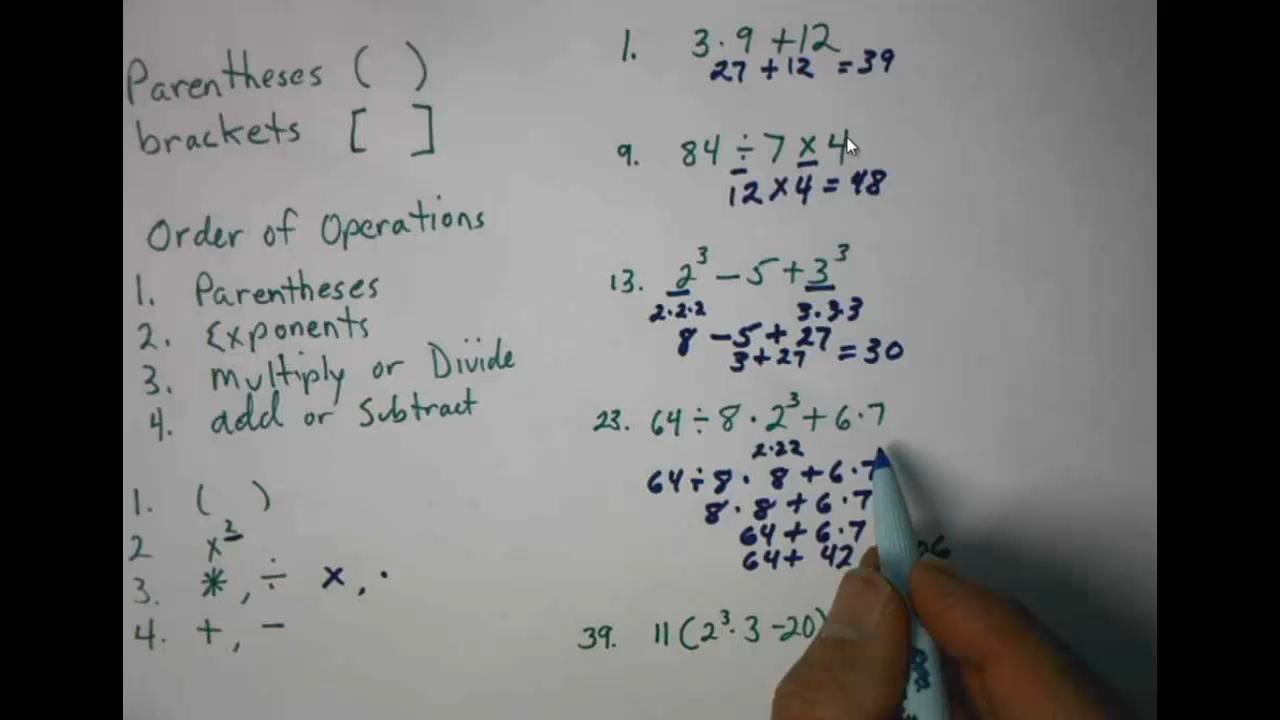 Parentheses ( )
brackets [ ]
Order of Operations
1. Parentheses
2. Exponents
3. multiply or Divide
4. add or Subtract
1. ( )
2 x²
3. *, ÷ x, ·
4. +, -
1. 3·9 +12
27 +12 =39
9. 84 ÷ 7 x 4
12 x 4 = 48
13. 2³ - 5 + 3³
2·2·2 3·3·3
8 - 5 + 27
3 + 27 = 30
23. 64 ÷ 8 · 2³ + 6·7
2·22
64 ÷ 8 · 8 + 6·7
8 · 8 + 6·7
64 + 6·7
64 + 42
39. 11 (2³·3 -20)